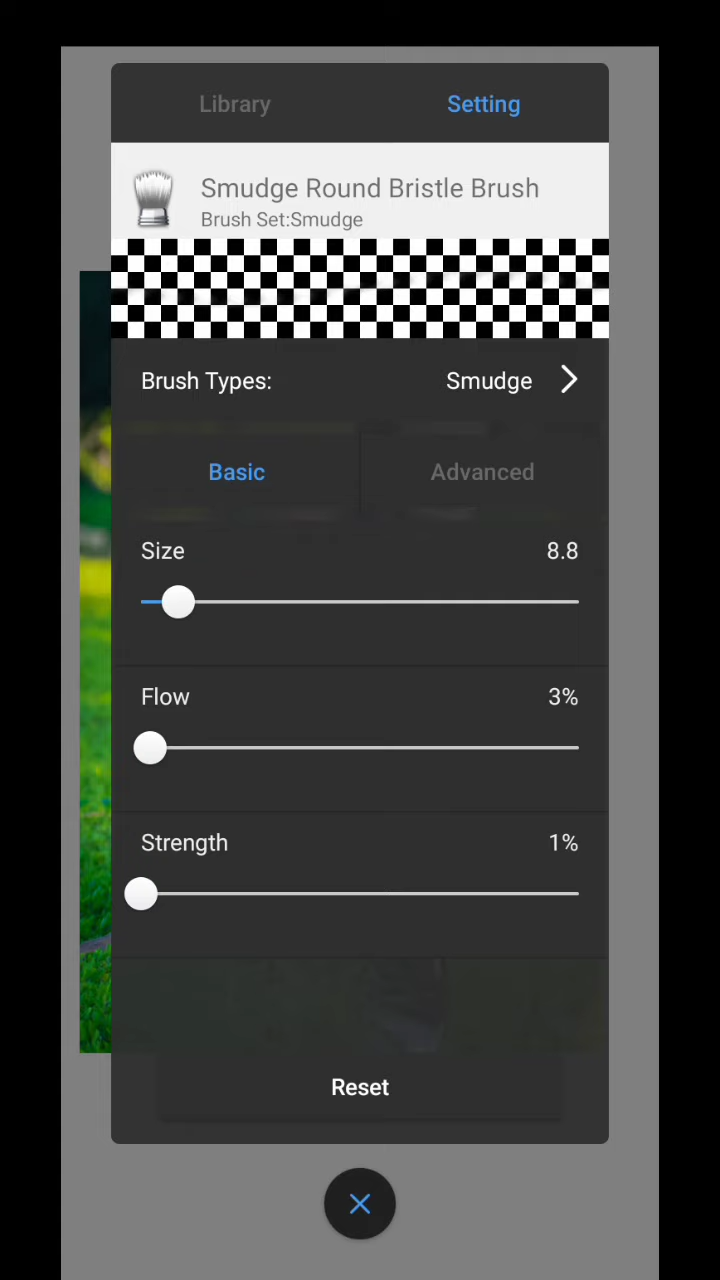 Library
Setting
Smudge Round Bristle Brush
Brush Set:Smudge
Brush Types:
Smudge
Basic
Advanced
Size
8.8
Flow
3%
Strength
1%
Reset